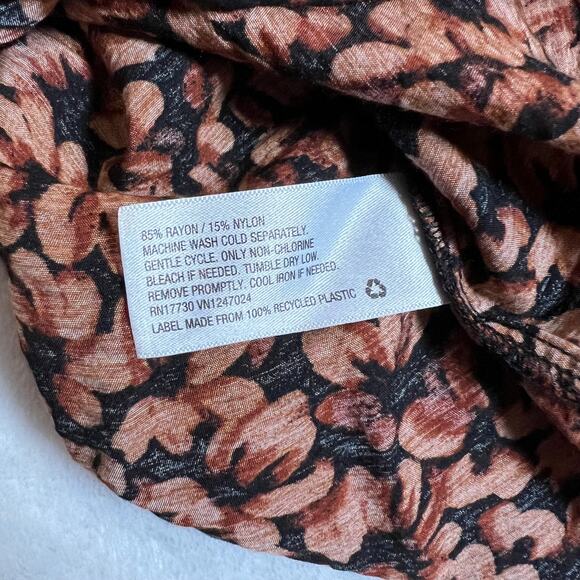 85% RAYON / 15% NYLON
MACHINE WASH COLD SEPARATELY.
GENTLE CYCLE. ONLY NON-CHLORINE
BLEACH IF NEEDED. TUMBLE DRY LOW.
REMOVE PROMPTLY. COOL IRON IF NEEDED.
RN17730 VN1247024
LABEL MADE FROM 100% RECYCLED PLASTIC